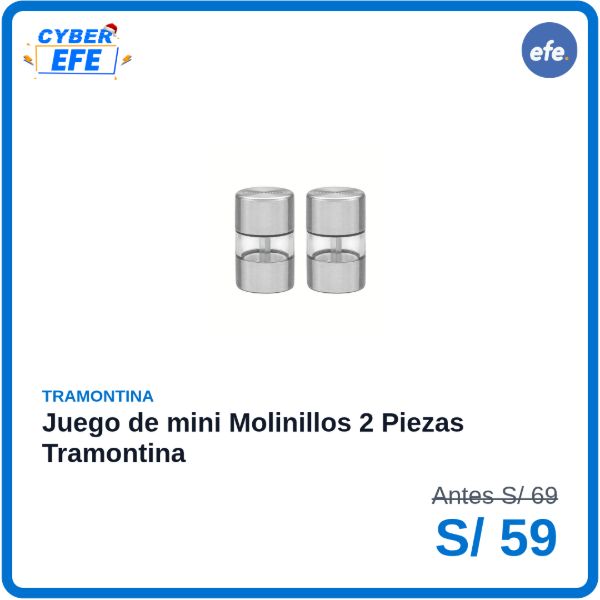 CYBER
EFE
efe.
TRAMONTINA
Juego de mini Molinillos 2 Piezas
Tramontina
Antes S/ 69
S/ 59